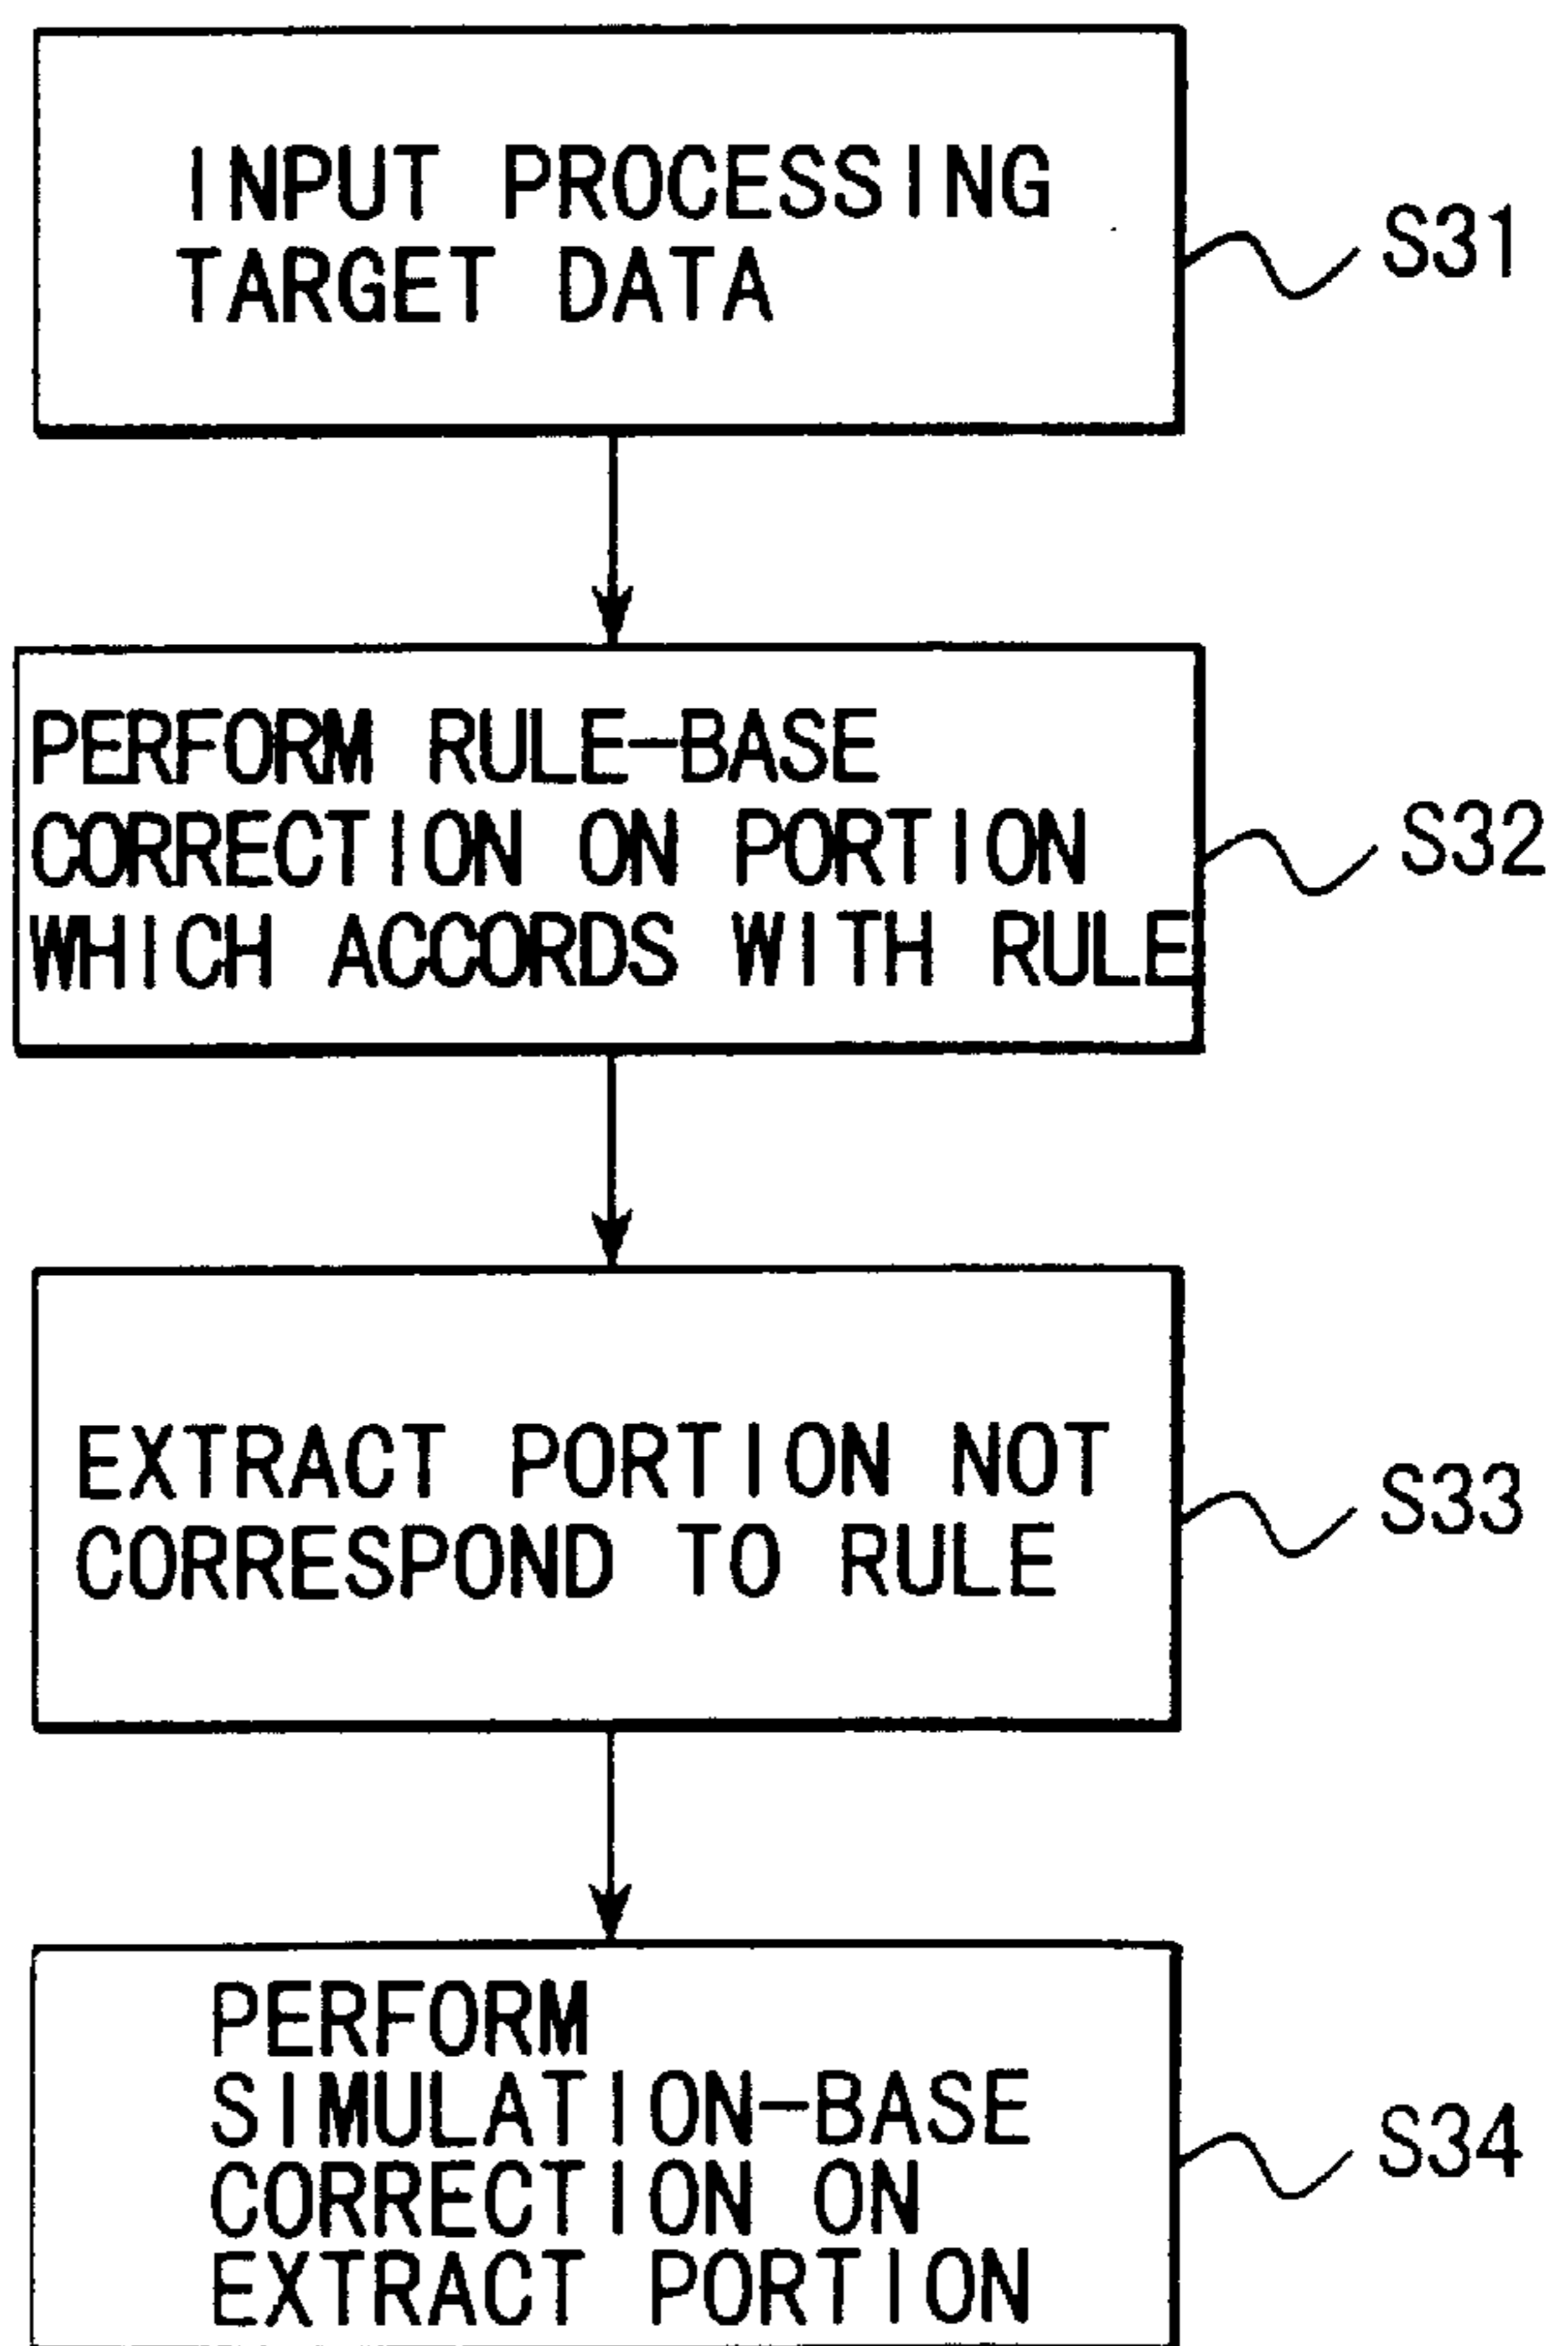 INPUT PROCESSING
TARGET DATA
S31
PERFORM RULE-BASE
CORRECTION ON PORTION
WHICH ACCORDS WITH RULE
S32
EXTRACT PORTION NOT
CORRESPOND TO RULE
S33
PERFORM
SIMULATION-BASE
CORRECTION ON
EXTRACT PORTION
S34